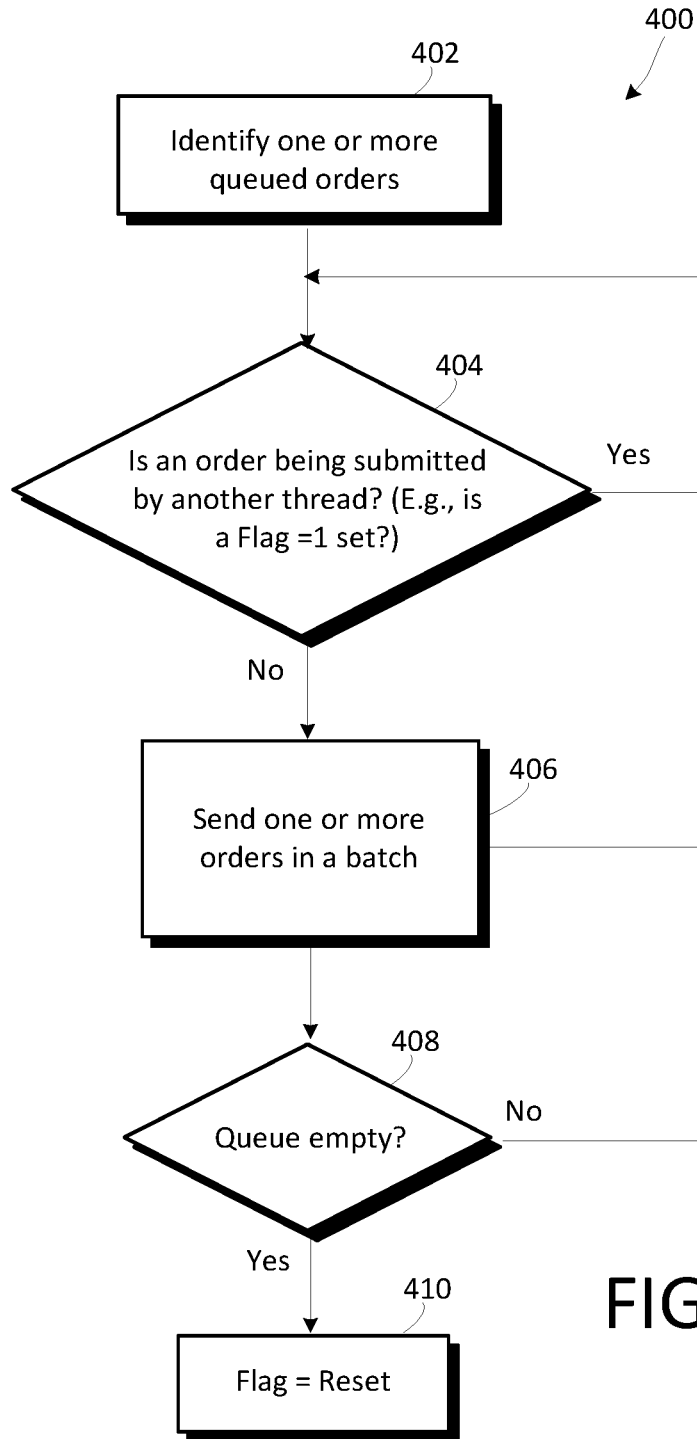 400
402
Identify one or more
queued orders
404
Is an order being submitted
by another thread? (E.g., is
a Flag =1 set?)
Yes
No
406
Send one or more
orders in a batch
408
Queue empty?
No
Yes
410
Flag = Reset
FIG